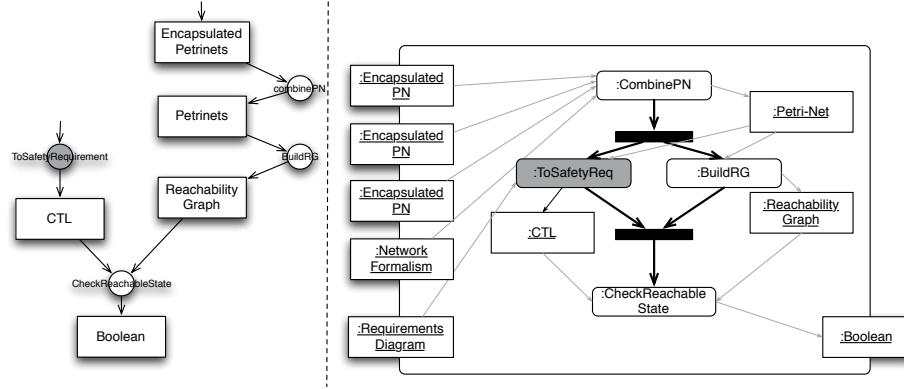 Encapsulated
Petrinets
combinePN
Petrinets
ToSafetyRequirement
BuildRG
CTL
Reachability
Graph
CheckReachableState
Boolean
:Encapsulated
PN
:CombinePN
:Petri-Net
:Encapsulated
PN
:ToSafetyReq
:BuildRG
:Encapsulated
PN
:Reachability
Graph
:CTL
:Network
Formalism
:CheckReachable
State
:Requirements
Diagram
:Boolean